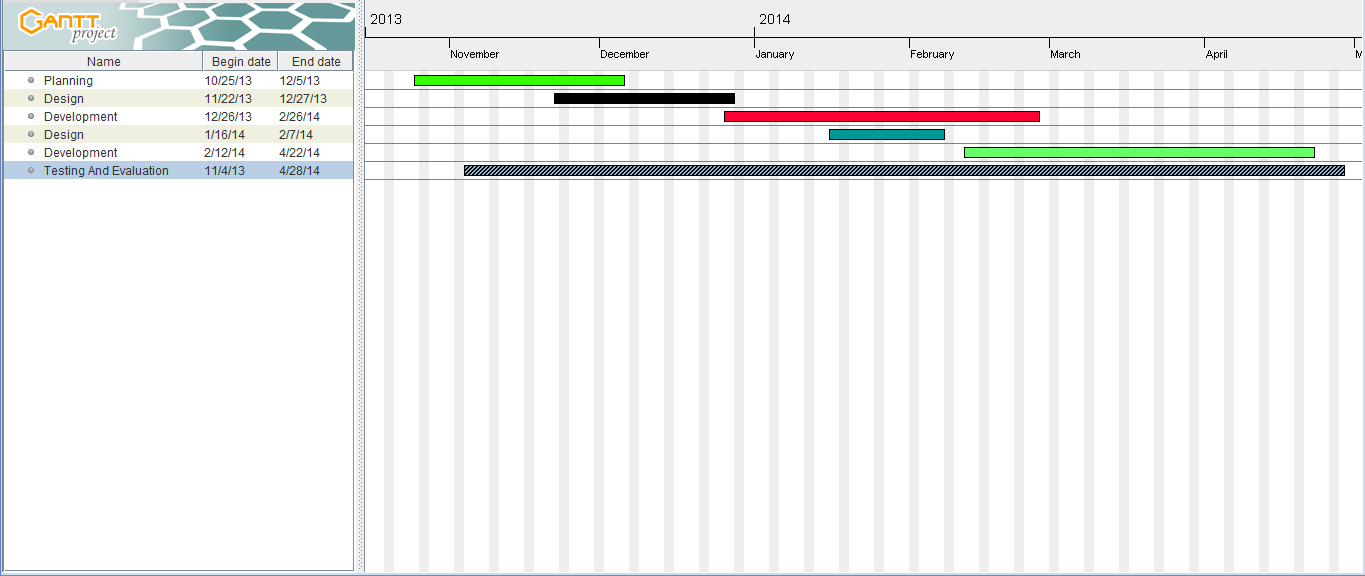 GANTT
project
2013 2014
November December January February March April M
Name Begin date End date
Planning 10/25/13 12/5/13
Design 11/22/13 12/27/13
Development 12/26/13 2/26/14
Design 1/16/14 2/7/14
Development 2/12/14 4/22/14
Testing And Evaluation 11/4/13 4/28/14